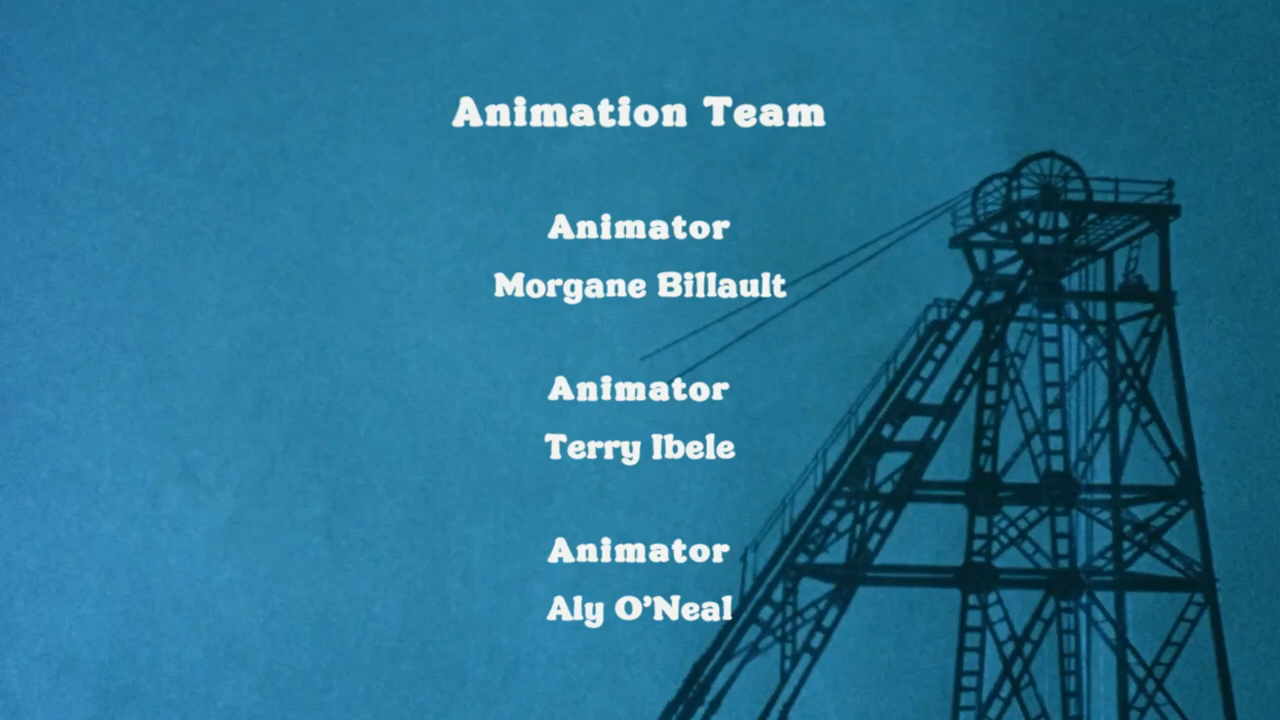 Animation Team
Animator
Morgane Billault
Animator
Terry Ibele
Animator
Aly O'Neal